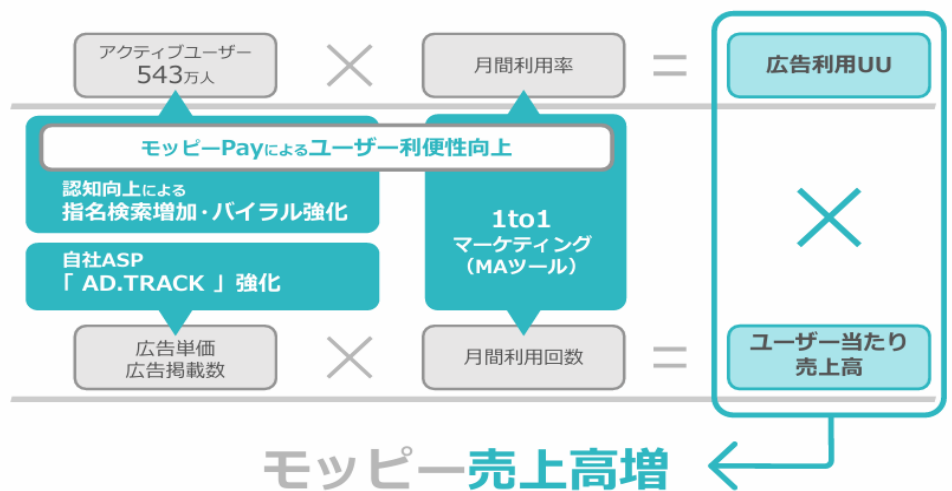 アクティブユーザー
543万人
×
月間利用率
=
広告利用UU
モッピーPayによるユーザー利便性向上
認知向上による
指名検索増加・バイラル強化
自社ASP
「 AD.TRACK 」強化
1to1
マーケティング
（MAツール）
×
広告単価
広告掲載数
×
月間利用回数
=
ユーザー当たり
売上高
モッピー売上高増